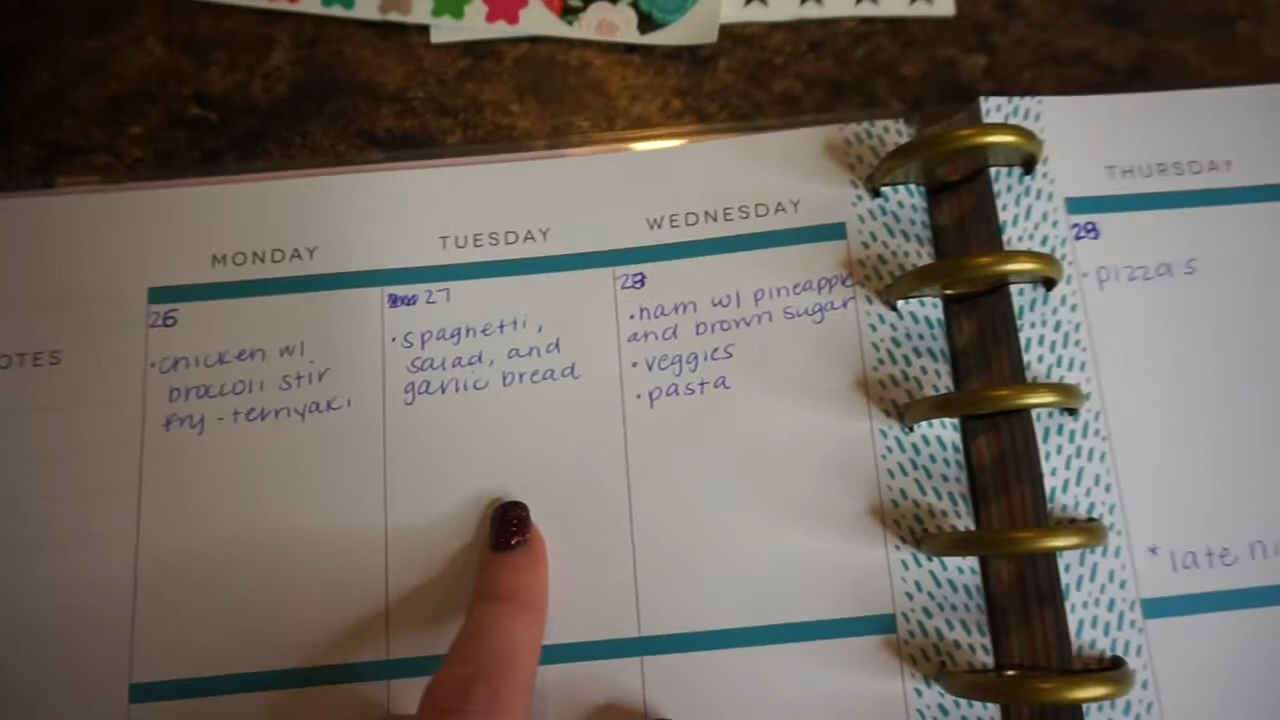 OTES
MONDAY
26
•chicken w/
broccoli stir
fry - teriyaki
TUESDAY
27
•spaghetti,
salad, and
garlic bread
WEDNESDAY
28
•ham w/ pineapple
and brown sugar
•veggies
•pasta
THURSDAY
29
•pizzas
*late ni